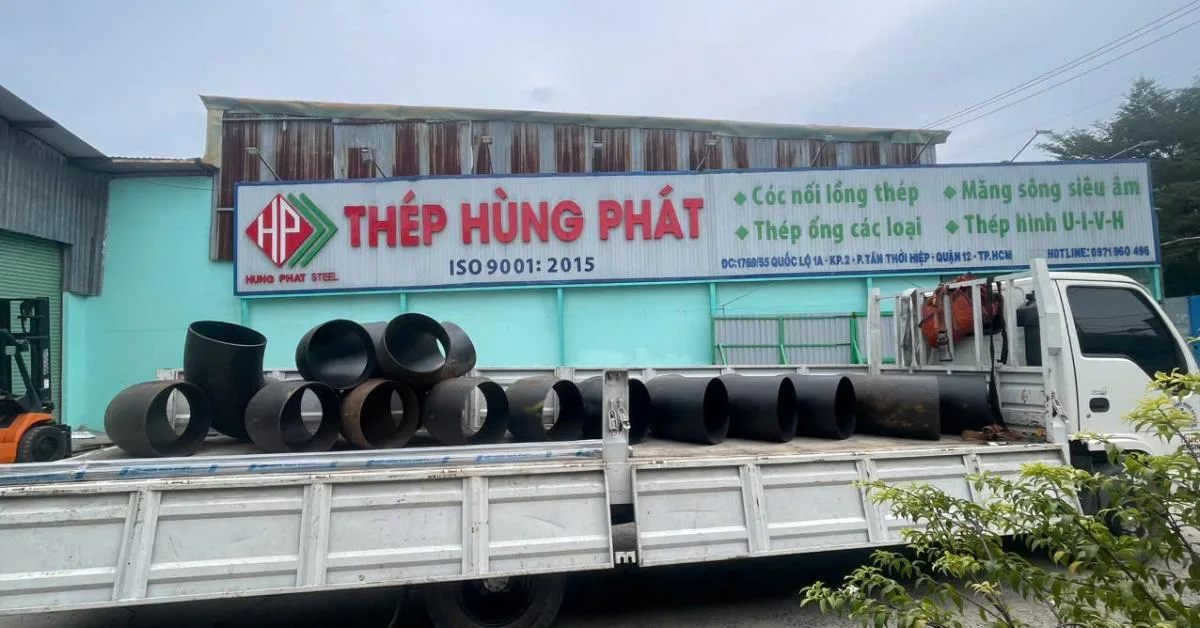 HP
HUNG PHAT STEEL
THÉP HÙNG PHÁT
ISO 9001: 2015
Cóc nối lồng thép
Măng sông siêu âm
Thép ống các loại
Thép hình U-I-V-H
ĐC:1769/55 QUỐC LỘ 1A - KP.2 - P.TÂN THỚI HIỆP - QUẬN 12 - TP.HCM
HOTLINE: 0971 960 496